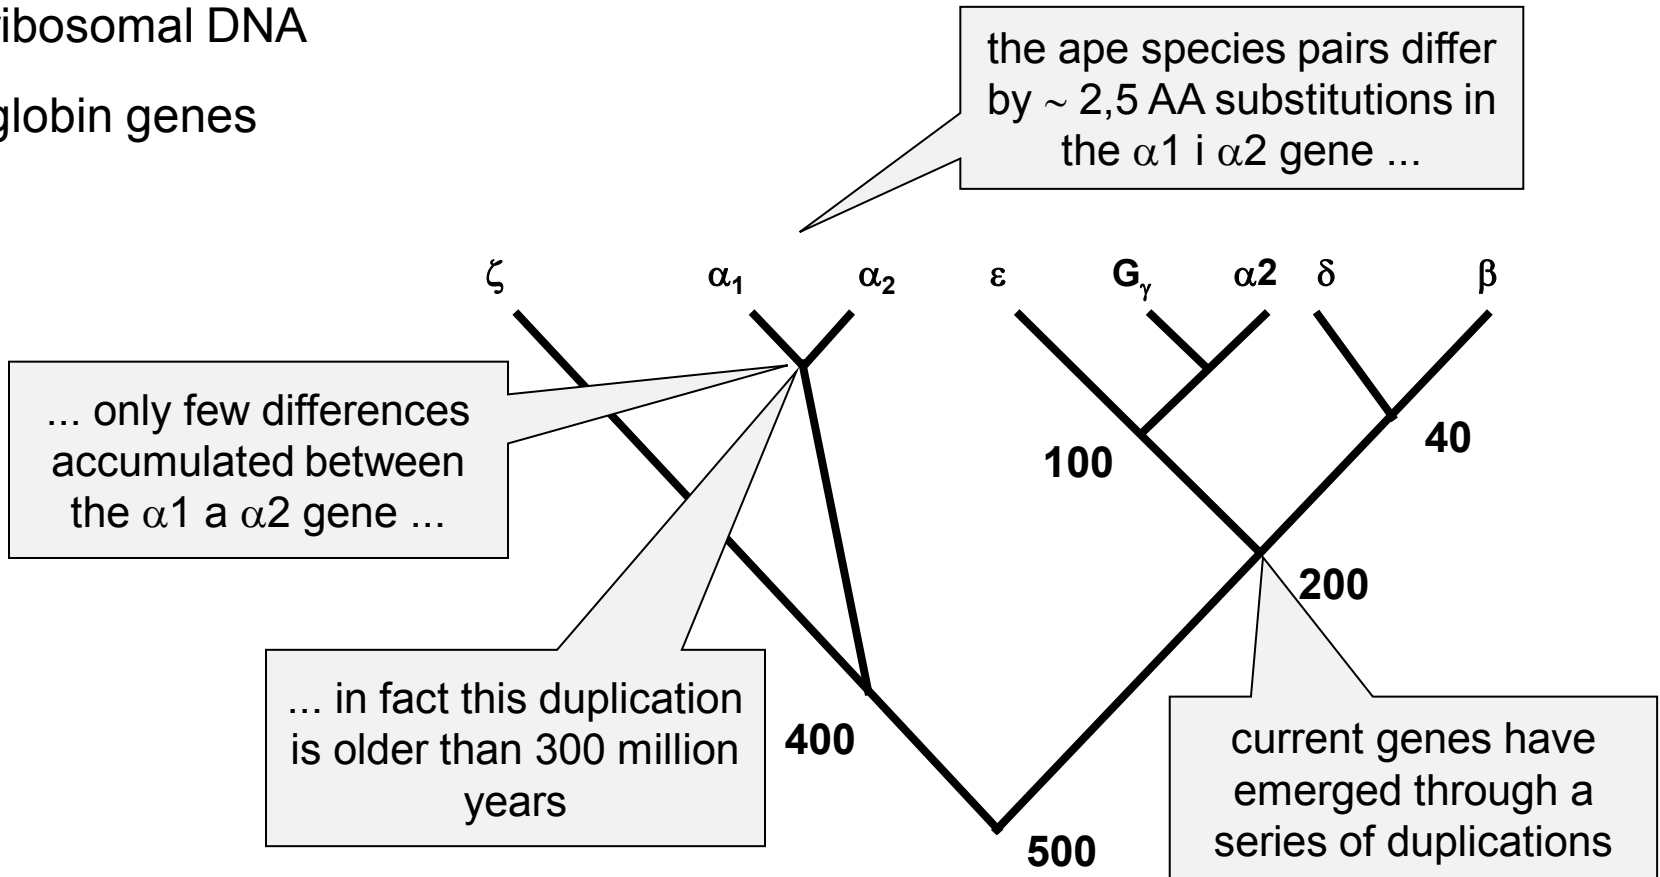 ribosomal DNA
globin genes
the ape species pairs differ
by ~ 2,5 AA substitutions in
the α1 i α2 gene ...
ζ α₁ α₂ ε Gᵧ α2 δ β
... only few differences
accumulated between
the α1 a α2 gene ...
100
40
200
... in fact this duplication
is older than 300 million
years
400
current genes have
emerged through a
series of duplications
500